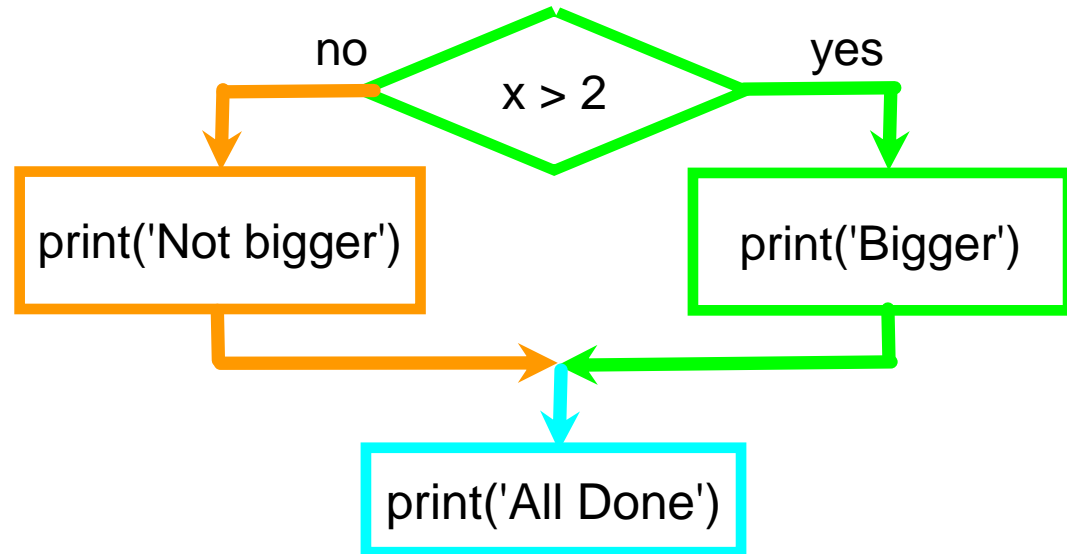 no
yes
x > 2
print('Not bigger')
print('Bigger')
print('All Done')